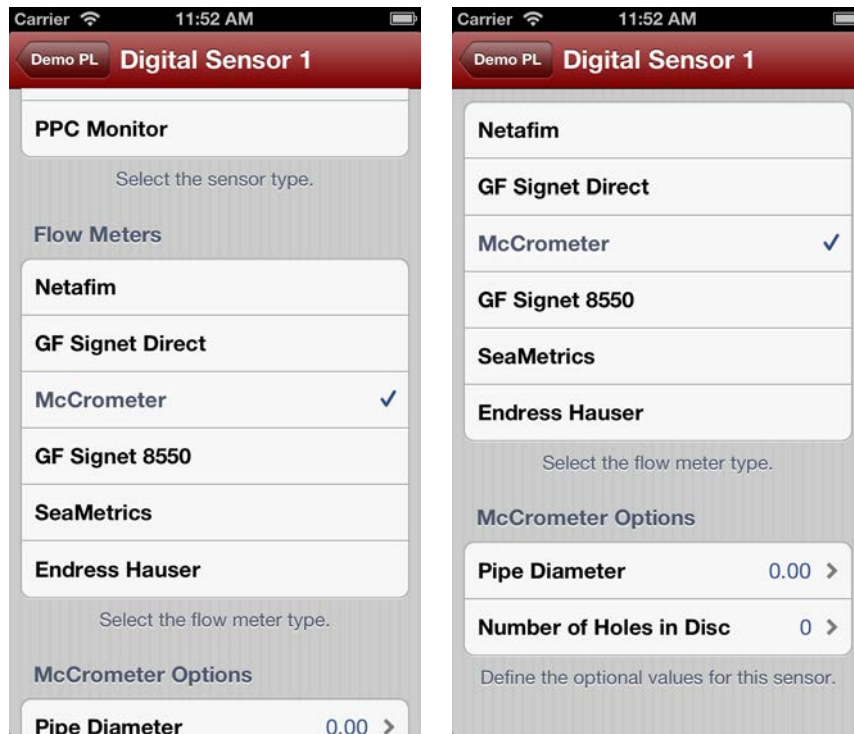 Carrier 11:52 AM
Demo PL Digital Sensor 1
PPC Monitor
Select the sensor type.
Flow Meters
Netafim
GF Signet Direct
McCrometer
GF Signet 8550
SeaMetrics
Endress Hauser
Select the flow meter type.
McCrometer Options
Pipe Diameter 0.00
Carrier 11:52 AM
Demo PL Digital Sensor 1
Netafim
GF Signet Direct
McCrometer
GF Signet 8550
SeaMetrics
Endress Hauser
Select the flow meter type.
McCrometer Options
Pipe Diameter 0.00
Number of Holes in Disc 0
Define the optional values for this sensor.